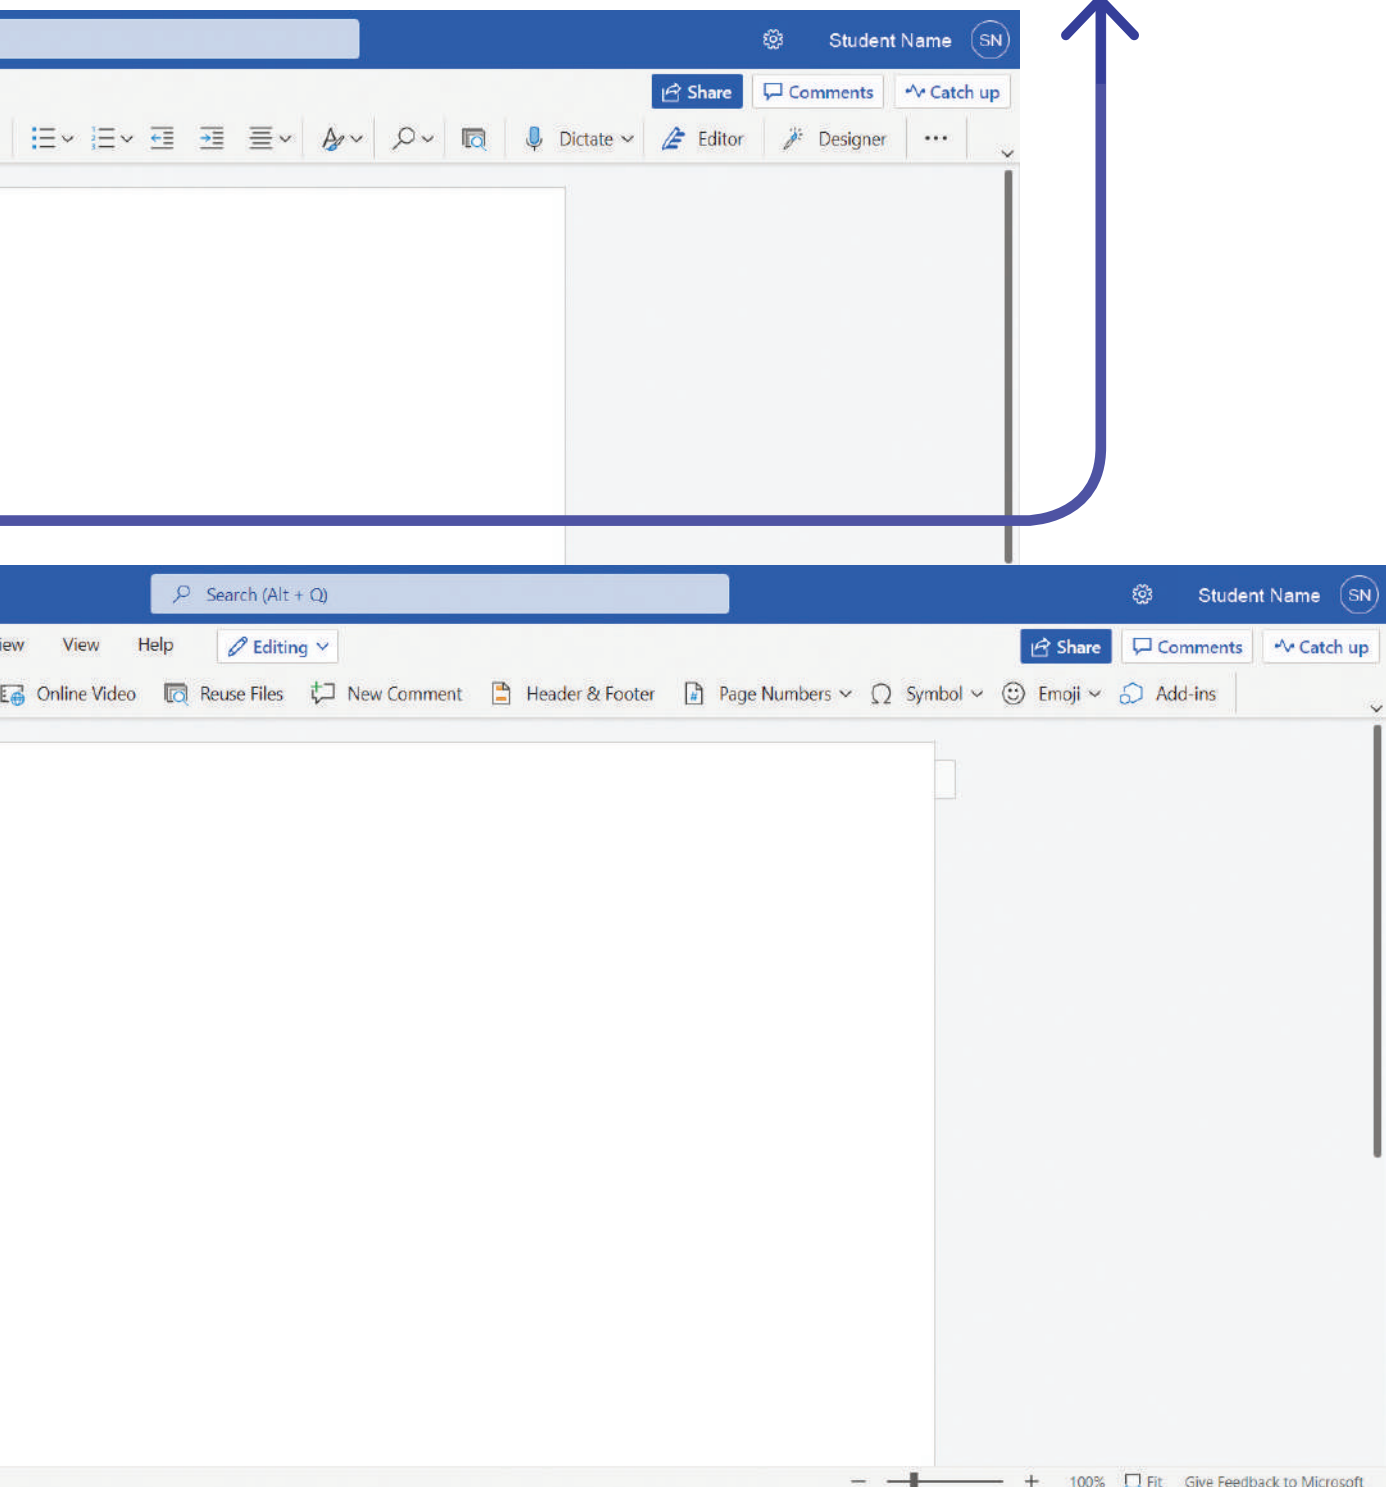 Student Name SN
Share Comments Catch up
Dictate Editor Designer ...
Search (Alt + Q) Student Name SN
iew View Help Editing Share Comments Catch up
Online Video Reuse Files New Comment Header & Footer Page Numbers Symbol Emoji Add-ins
100% Fit Give Feedback to Microsoft